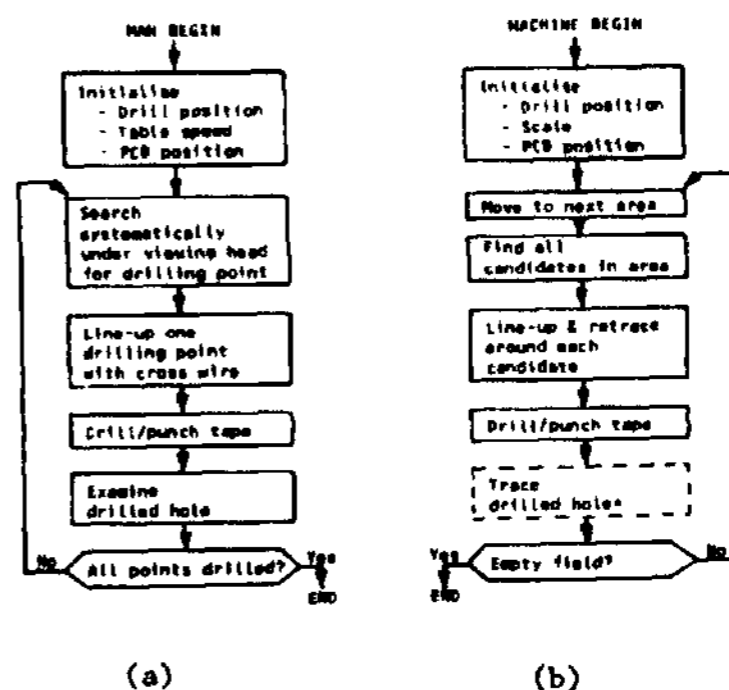 MAN BEGIN
Initialise
- Drill position
- Table speed
- PCB position
Search
systematically
under viewing head
for drilling point
Line-up one
drilling point
with cross wire
Drill/punch tape
Examine
drilled hole
All points drilled?
No
Yes
END
(a)
MACHINE BEGIN
Initialise
- Drill position
- Scale
- PCB position
Move to next area
Find all
candidates in area
Line-up & retrace
around each
candidate
Drill/punch tape
Trace
drilled hole*
Empty field?
Yes
No
END
(b)